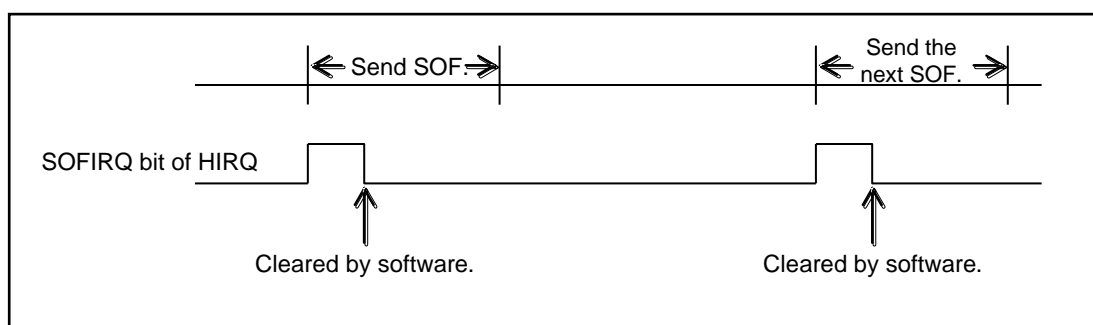 Send SOF.
Send the
next SOF.
SOFIRQ bit of HIRQ
Cleared by software.
Cleared by software.